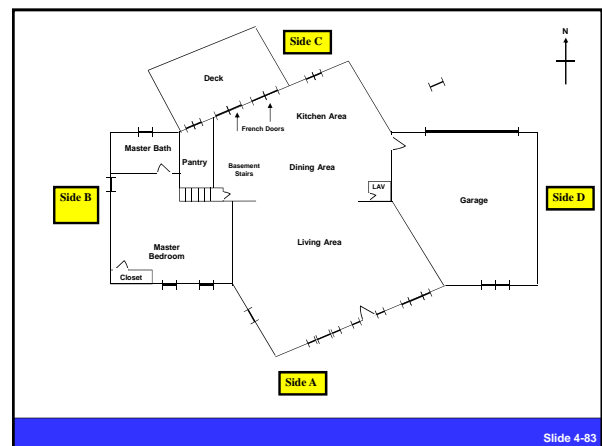 Side C
N
Deck
Kitchen Area
French Doors
Master Bath
Pantry
Basement
Stairs
Dining Area
LAV
Side B
Garage
Side D
Living Area
Master
Bedroom
Closet
Side A
Slide 4-83